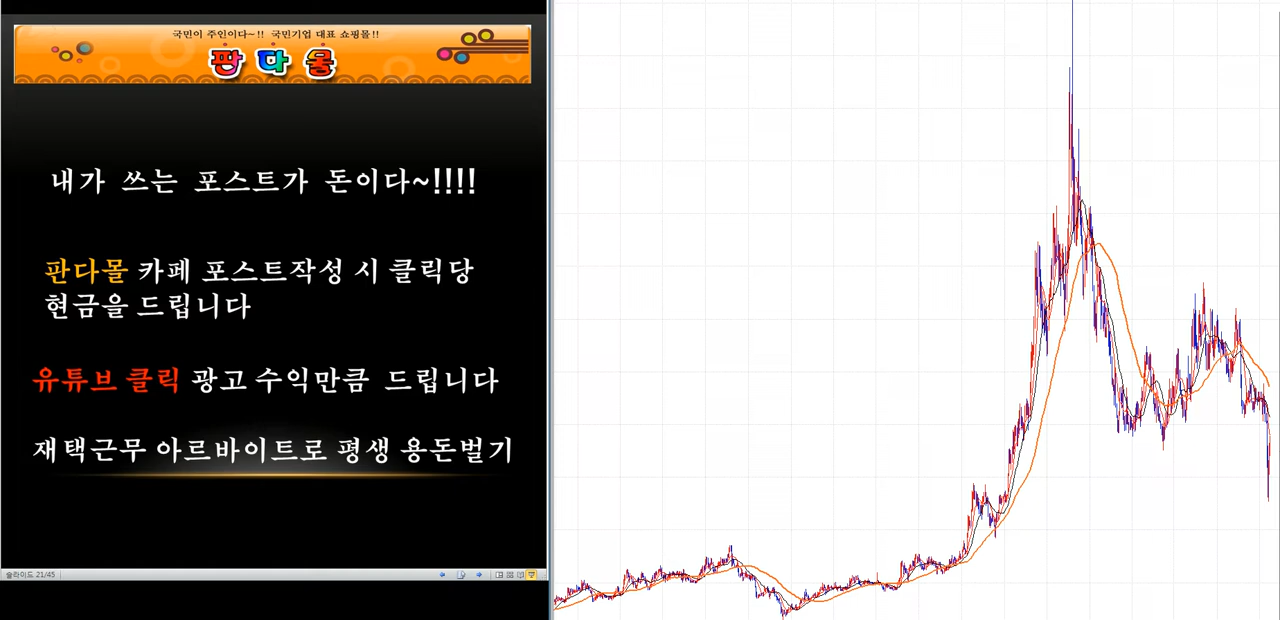 국민이 주인이다~!! 국민기업 대표 쇼핑몰!!
판다몰
내가 쓰는 포스트가 돈이다~!!!!
판다몰 카페 포스트작성 시 클릭당
현금을 드립니다
유튜브 클릭 광고 수익만큼 드립니다
재택근무 아르바이트로 평생 용돈벌기
슬라이드 21/45